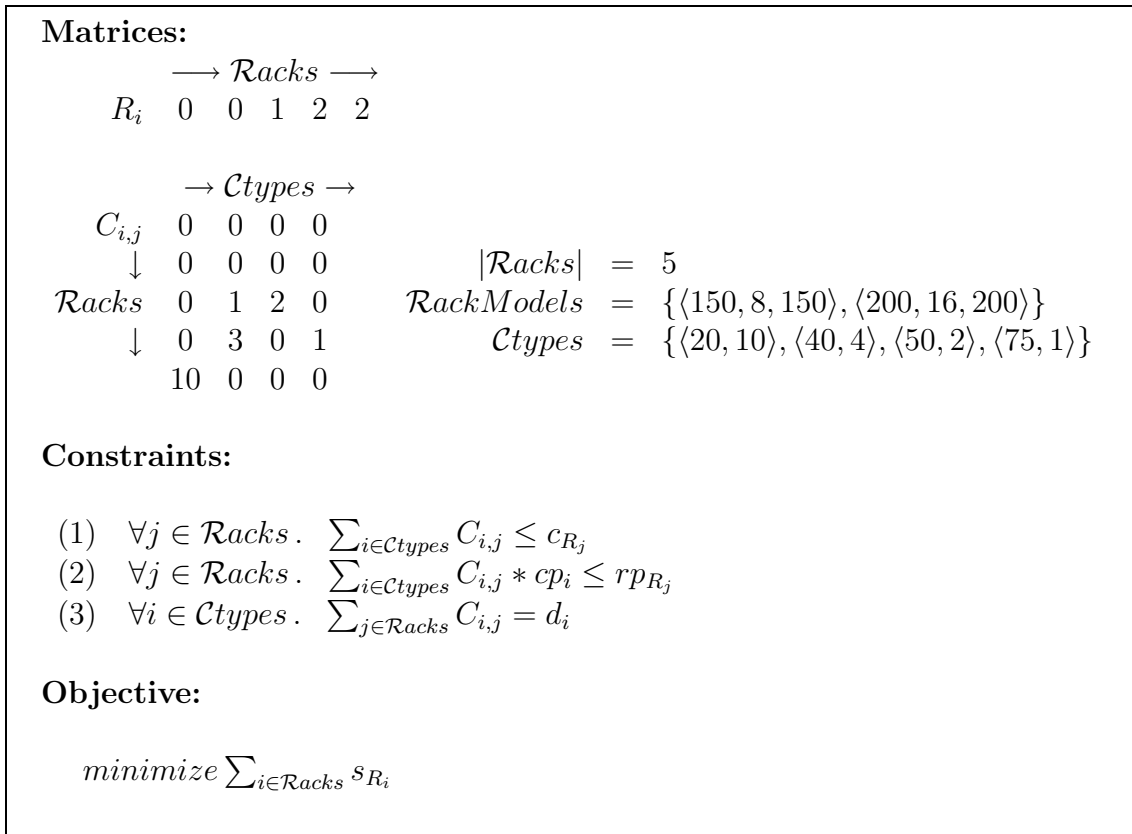 Matrices:
⟶ Racks ⟶
R_i 0 0 1 2 2
→ Ctypes →
C_{i,j} 0 0 0 0
↓ 0 0 0 0 |Racks| = 5
Racks 0 1 2 0 RackModels = {⟨150, 8, 150⟩, ⟨200, 16, 200⟩}
↓ 0 3 0 1 Ctypes = {⟨20, 10⟩, ⟨40, 4⟩, ⟨50, 2⟩, ⟨75, 1⟩}
10 0 0 0
Constraints:
(1) ∀j ∈ Racks . ∑_{i∈Ctypes} C_{i,j} ≤ c_{R_j}
(2) ∀j ∈ Racks . ∑_{i∈Ctypes} C_{i,j} * cp_i ≤ rp_{R_j}
(3) ∀i ∈ Ctypes . ∑_{j∈Racks} C_{i,j} = d_i
Objective:
minimize ∑_{i∈Racks} s_{R_i}